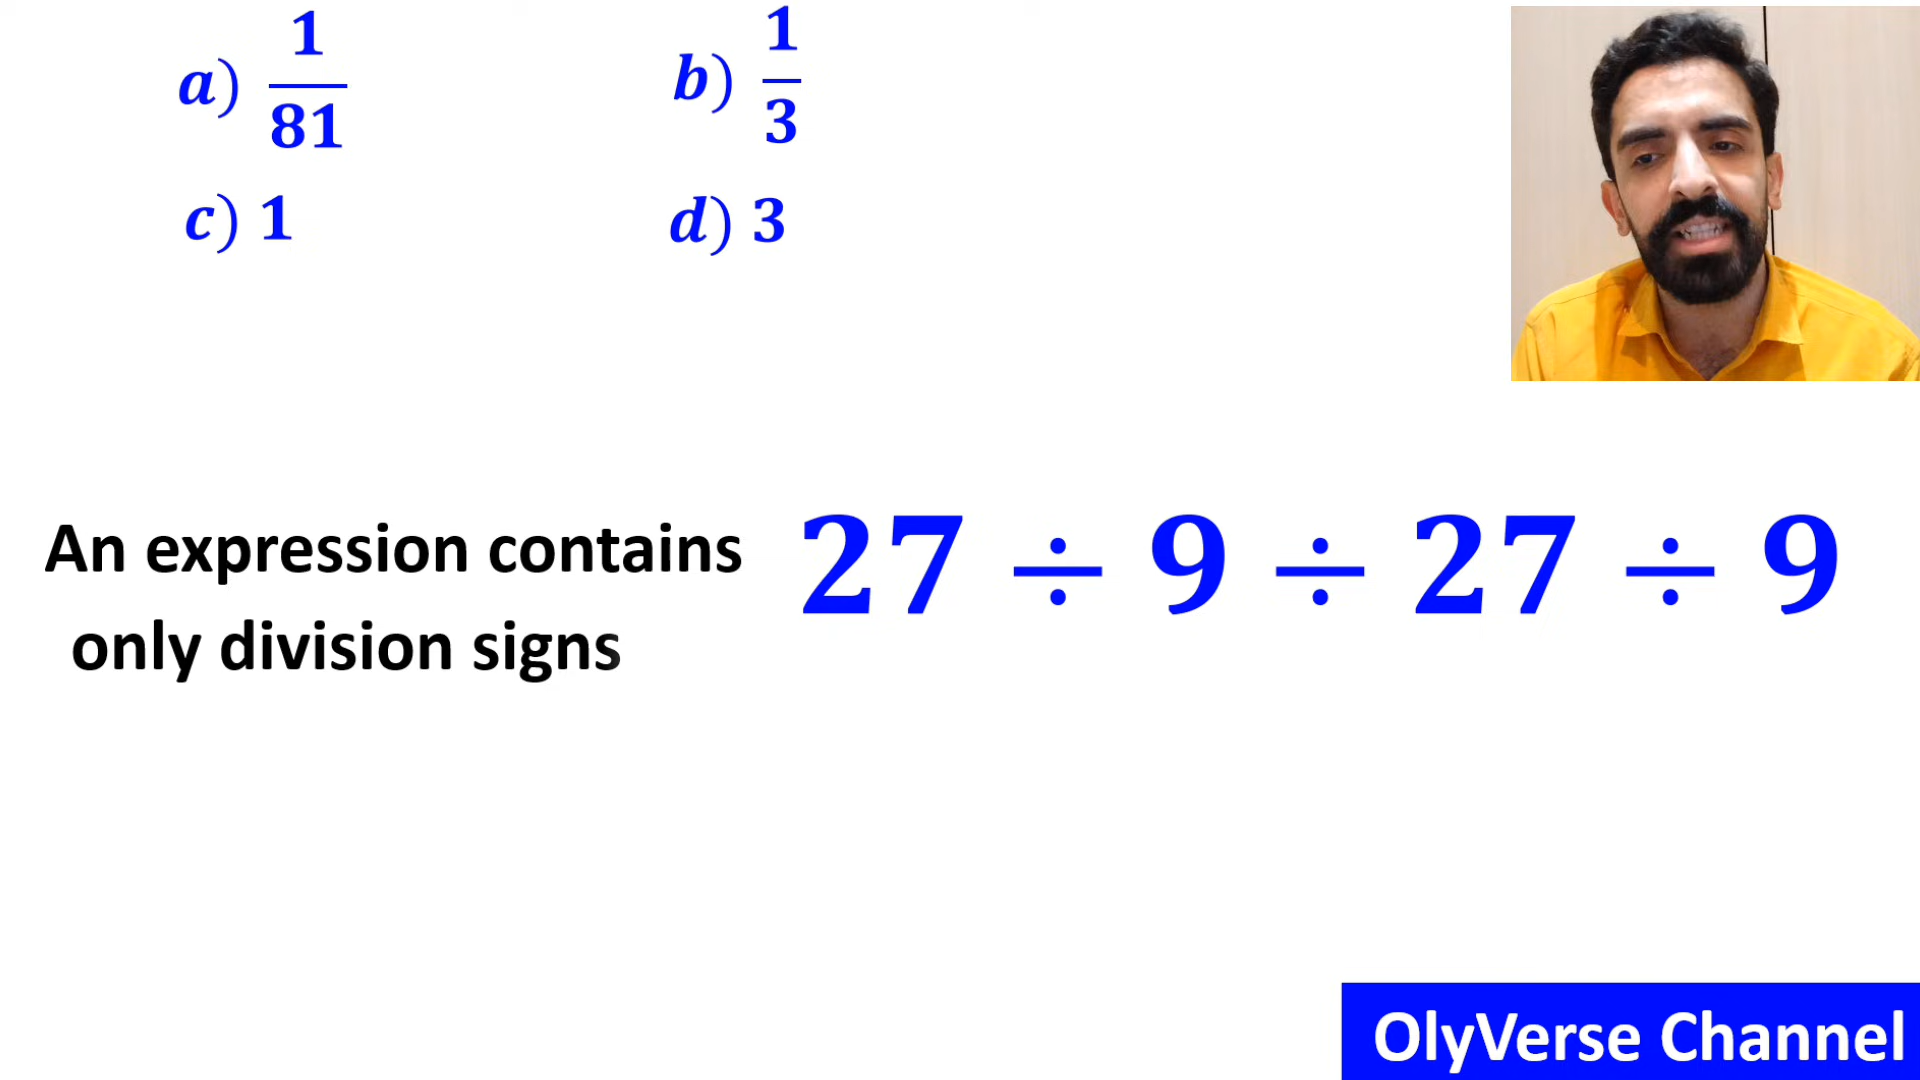 a) 1/81 b) 1/3
c) 1 d) 3
An expression contains 27 ÷ 9 ÷ 27 ÷ 9
only division signs
OlyVerse Channel